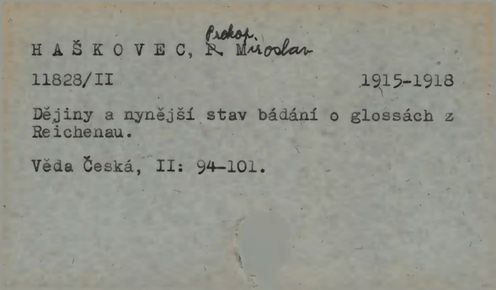 Prokop.
HAŠKOVEC, P. Miroslav
11828/II 1915-1918
Dějiny a nynější stav bádání o glossách z
Reichenau.
Věda Česká, II: 94-101.